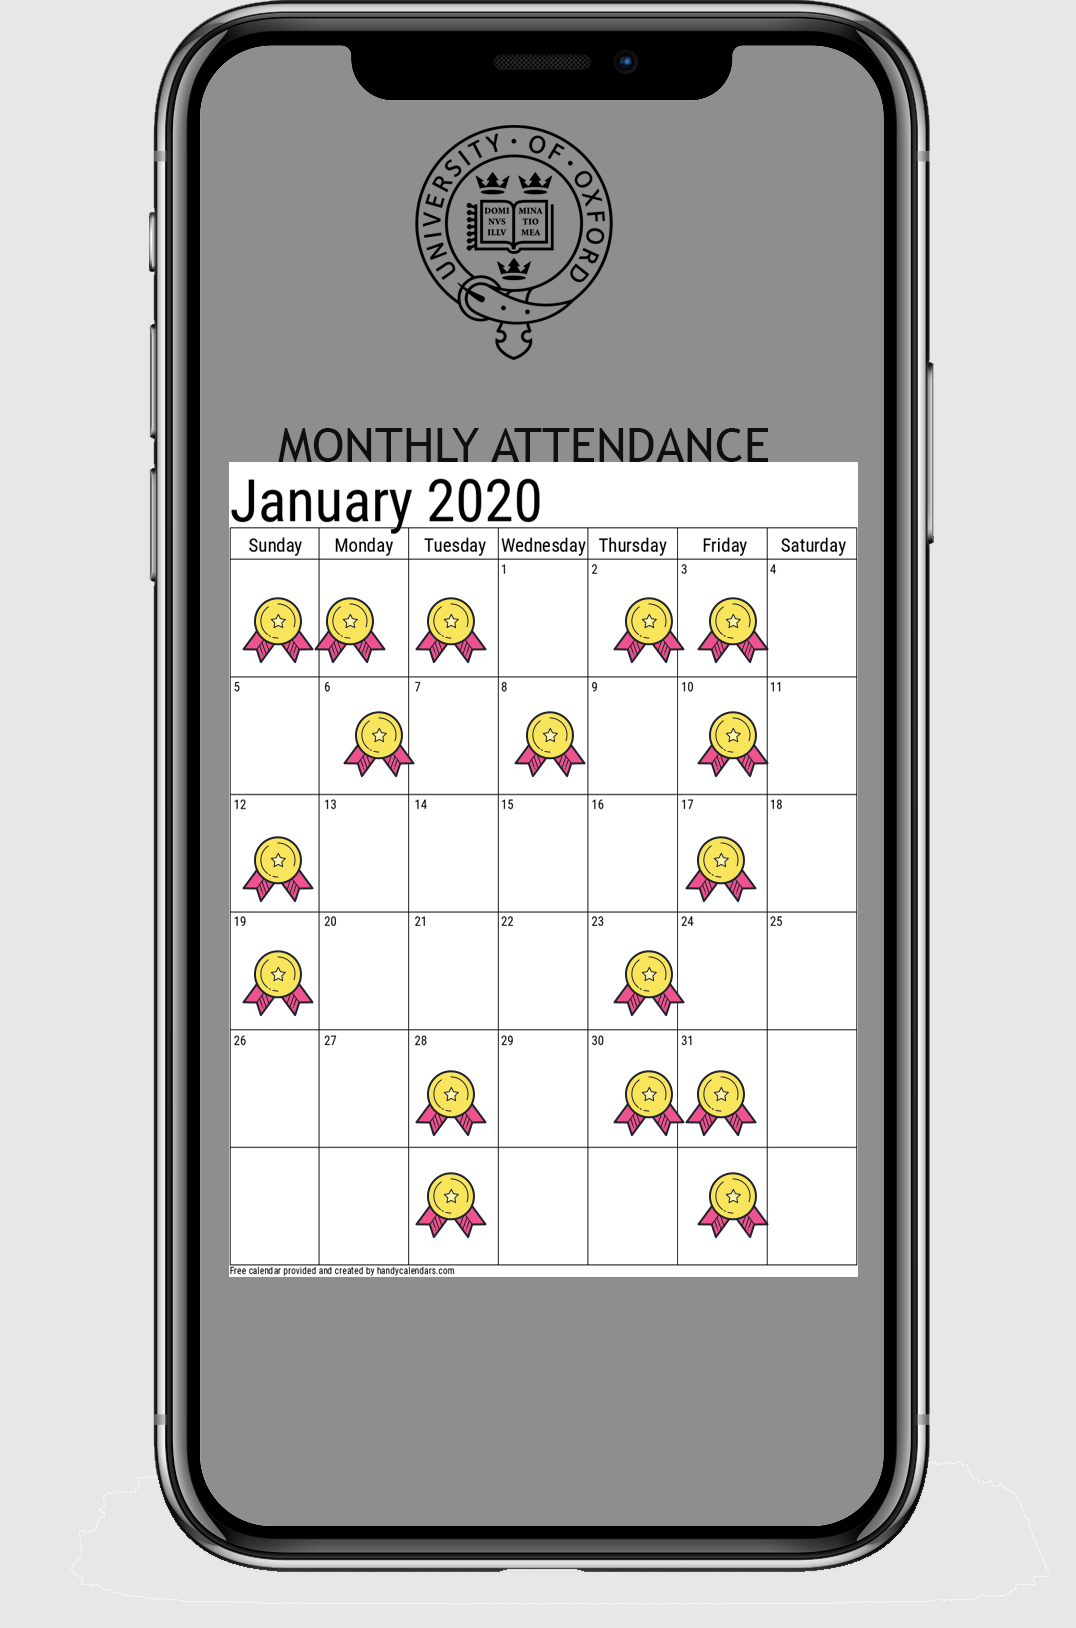 UNIVERSITY · OF · OXFORD
DOMI MINA
NVS TIO
ILLV MEA
MONTHLY ATTENDANCE
January 2020
Sunday Monday Tuesday Wednesday Thursday Friday Saturday
1 2 3 4
5 6 7 8 9 10 11
12 13 14 15 16 17 18
19 20 21 22 23 24 25
26 27 28 29 30 31
Free calendar provided and created by handycalendars.com